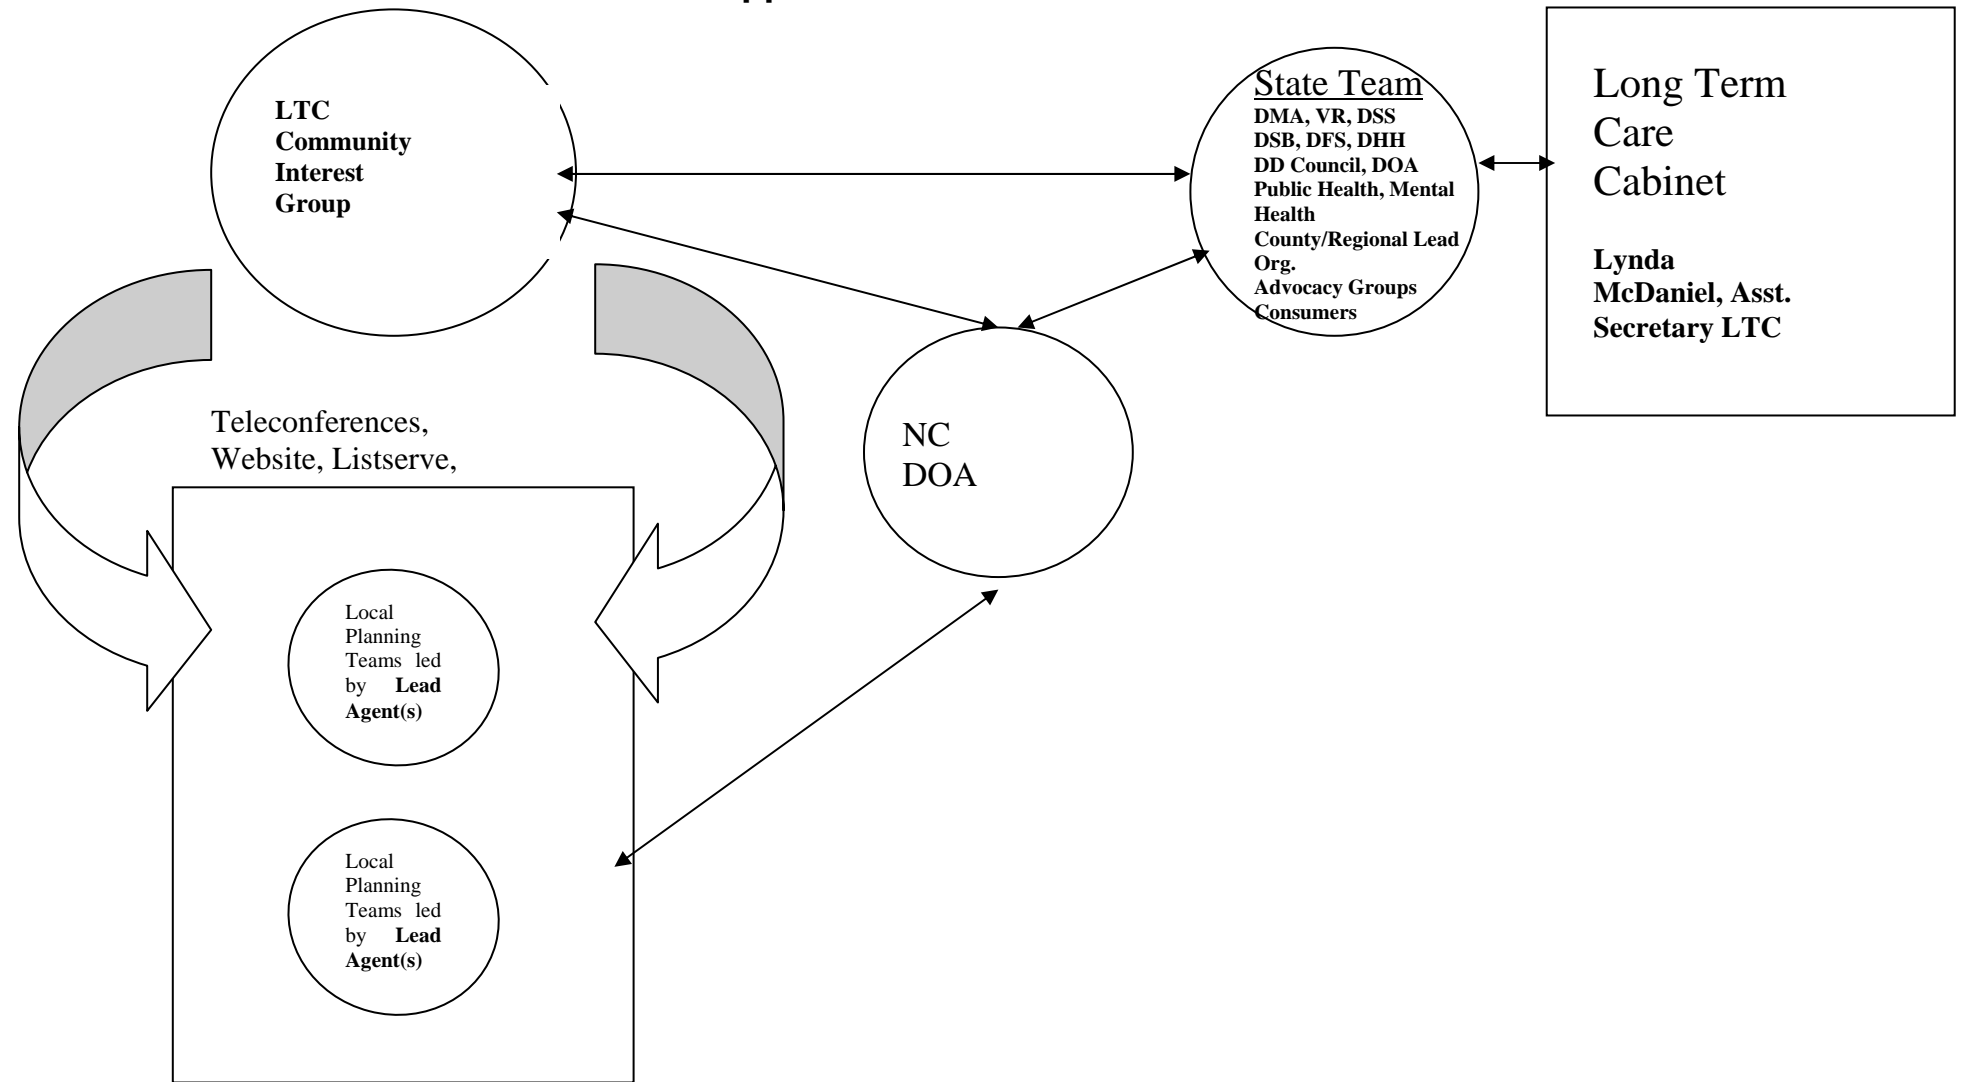 LTC
Community
Interest
Group
State Team
DMA, VR, DSS
DSB, DFS, DHH
DD Council, DOA
Public Health, Mental
Health
County/Regional Lead
Org.
Advocacy Groups
Consumers
Long Term
Care
Cabinet
Lynda
McDaniel, Asst.
Secretary LTC
Teleconferences,
Website, Listserve,
NC
DOA
Local
Planning
Teams led
by Lead
Agent(s)
Local
Planning
Teams led
by Lead
Agent(s)